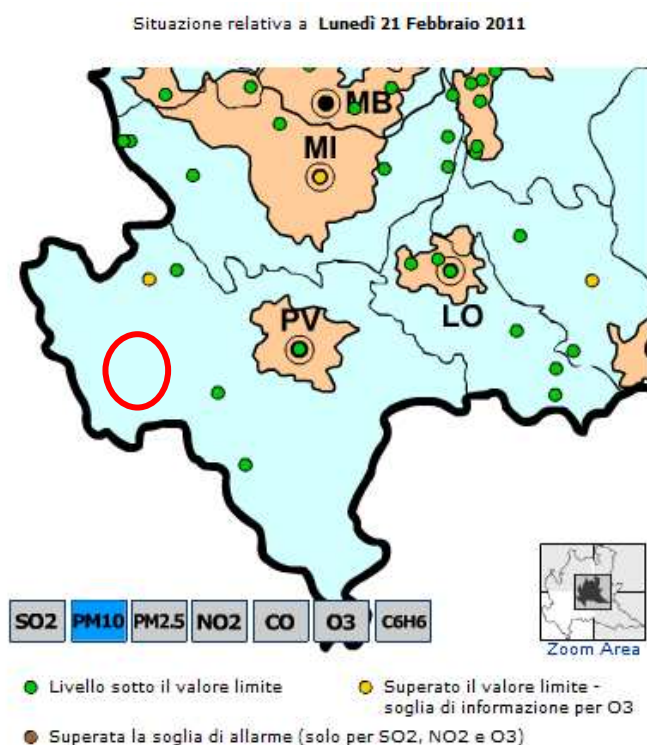 Situazione relativa a Lunedì 21 Febbraio 2011
MB
MI
PV
LO
SO2 PM10 PM2.5 NO2 CO O3 C6H6
Zoom Area
Livello sotto il valore limite
Superato il valore limite -
soglia di informazione per O3
Superata la soglia di allarme (solo per SO2, NO2 e O3)